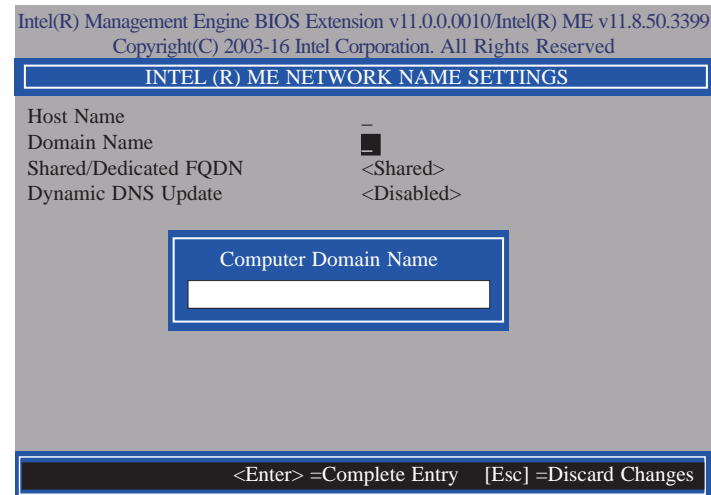 Intel(R) Management Engine BIOS Extension v11.0.0.0010/Intel(R) ME v11.8.50.3399
Copyright(C) 2003-16 Intel Corporation. All Rights Reserved
INTEL (R) ME NETWORK NAME SETTINGS
Host Name _
Domain Name _
Shared/Dedicated FQDN <Shared>
Dynamic DNS Update <Disabled>
Computer Domain Name
<Enter> =Complete Entry [Esc] =Discard Changes